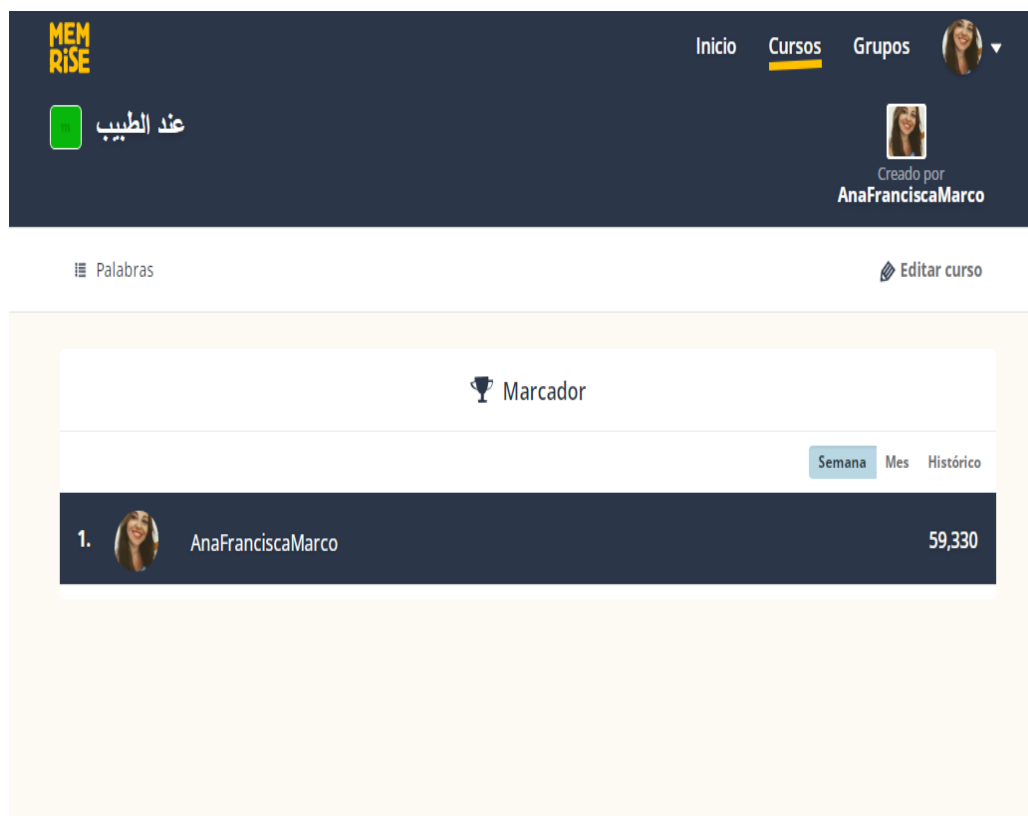 MEM
RiSE
Inicio Cursos Grupos
عند الطبيب
m
Creado por
AnaFranciscaMarco
Palabras
Editar curso
Marcador
Semana Mes Histórico
1. AnaFranciscaMarco 59,330